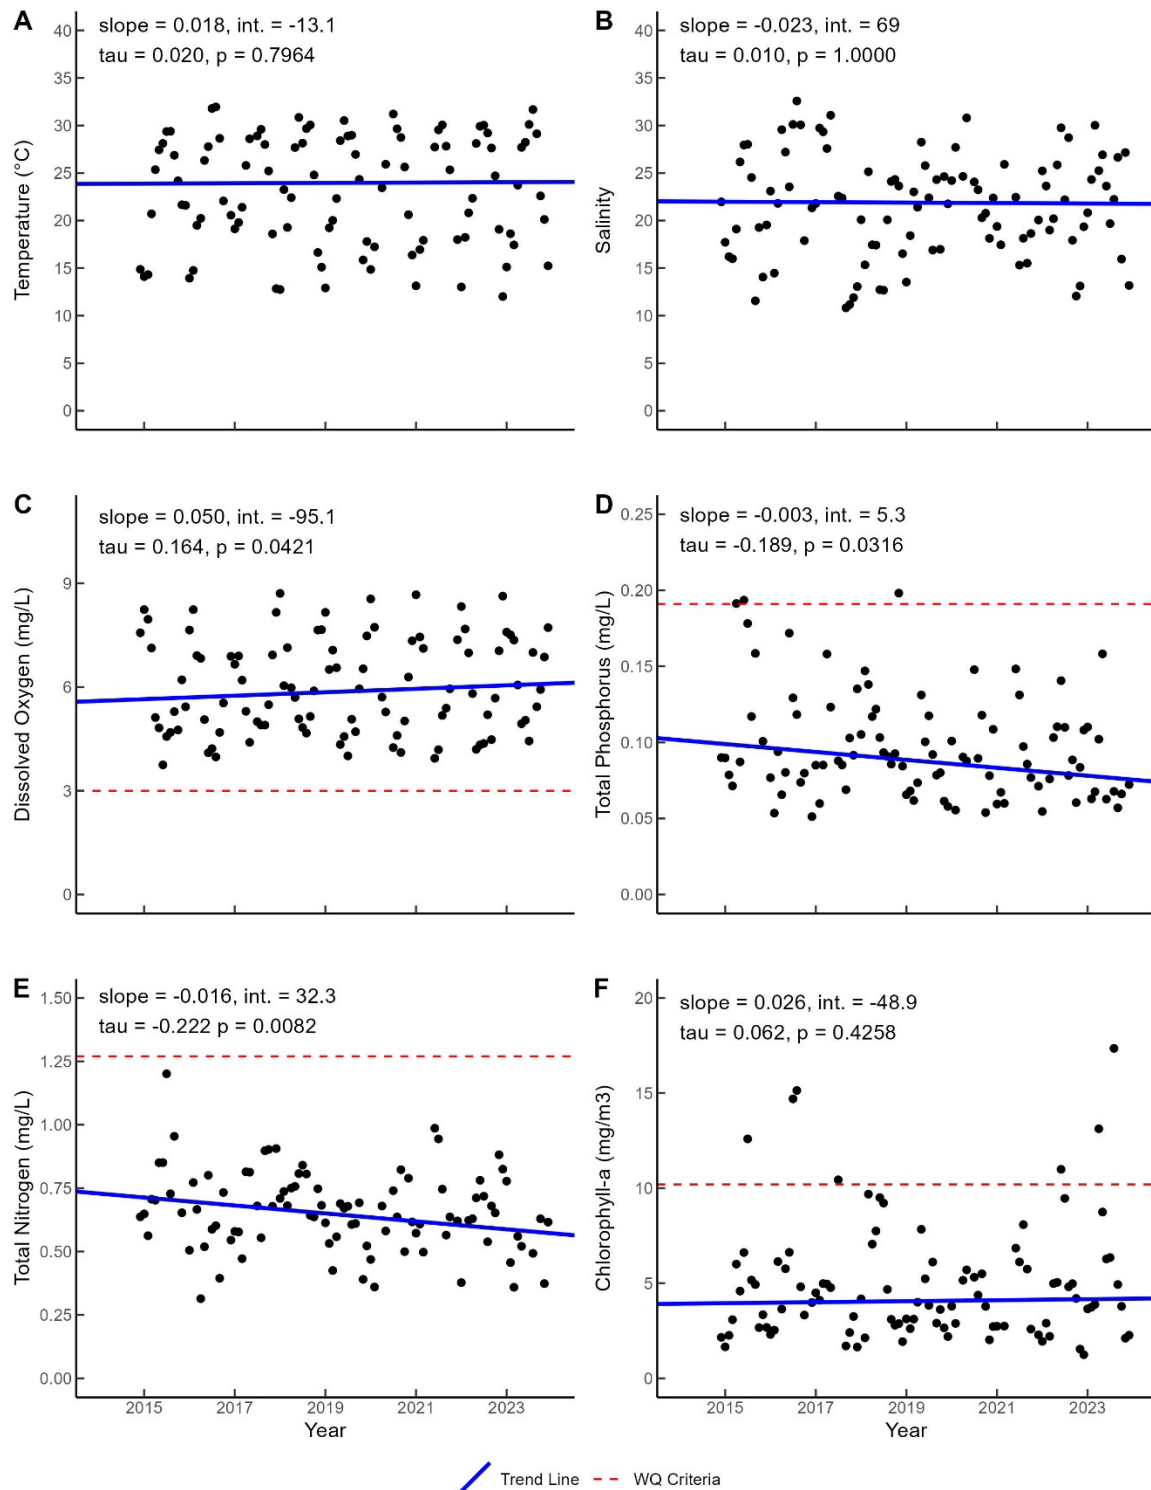 A
slope = 0.018, int. = -13.1
tau = 0.020, p = 0.7964
40
35
30
25
20
15
10
5
0
Temperature (°C)
B
slope = -0.023, int. = 69
tau = 0.010, p = 1.0000
40
35
30
25
20
15
10
5
0
Salinity
C
slope = 0.050, int. = -95.1
tau = 0.164, p = 0.0421
9
6
3
0
Dissolved Oxygen (mg/L)
D
slope = -0.003, int. = 5.3
tau = -0.189, p = 0.0316
0.25
0.20
0.15
0.10
0.05
0.00
Total Phosphorus (mg/L)
E
slope = -0.016, int. = 32.3
tau = -0.222 p = 0.0082
1.50
1.25
1.00
0.75
0.50
0.25
0.00
Total Nitrogen (mg/L)
2015 2017 2019 2021 2023
Year
F
slope = 0.026, int. = -48.9
tau = 0.062, p = 0.4258
20
15
10
5
0
Chlorophyll-a (mg/m3)
2015 2017 2019 2021 2023
Year
Trend Line
WQ Criteria